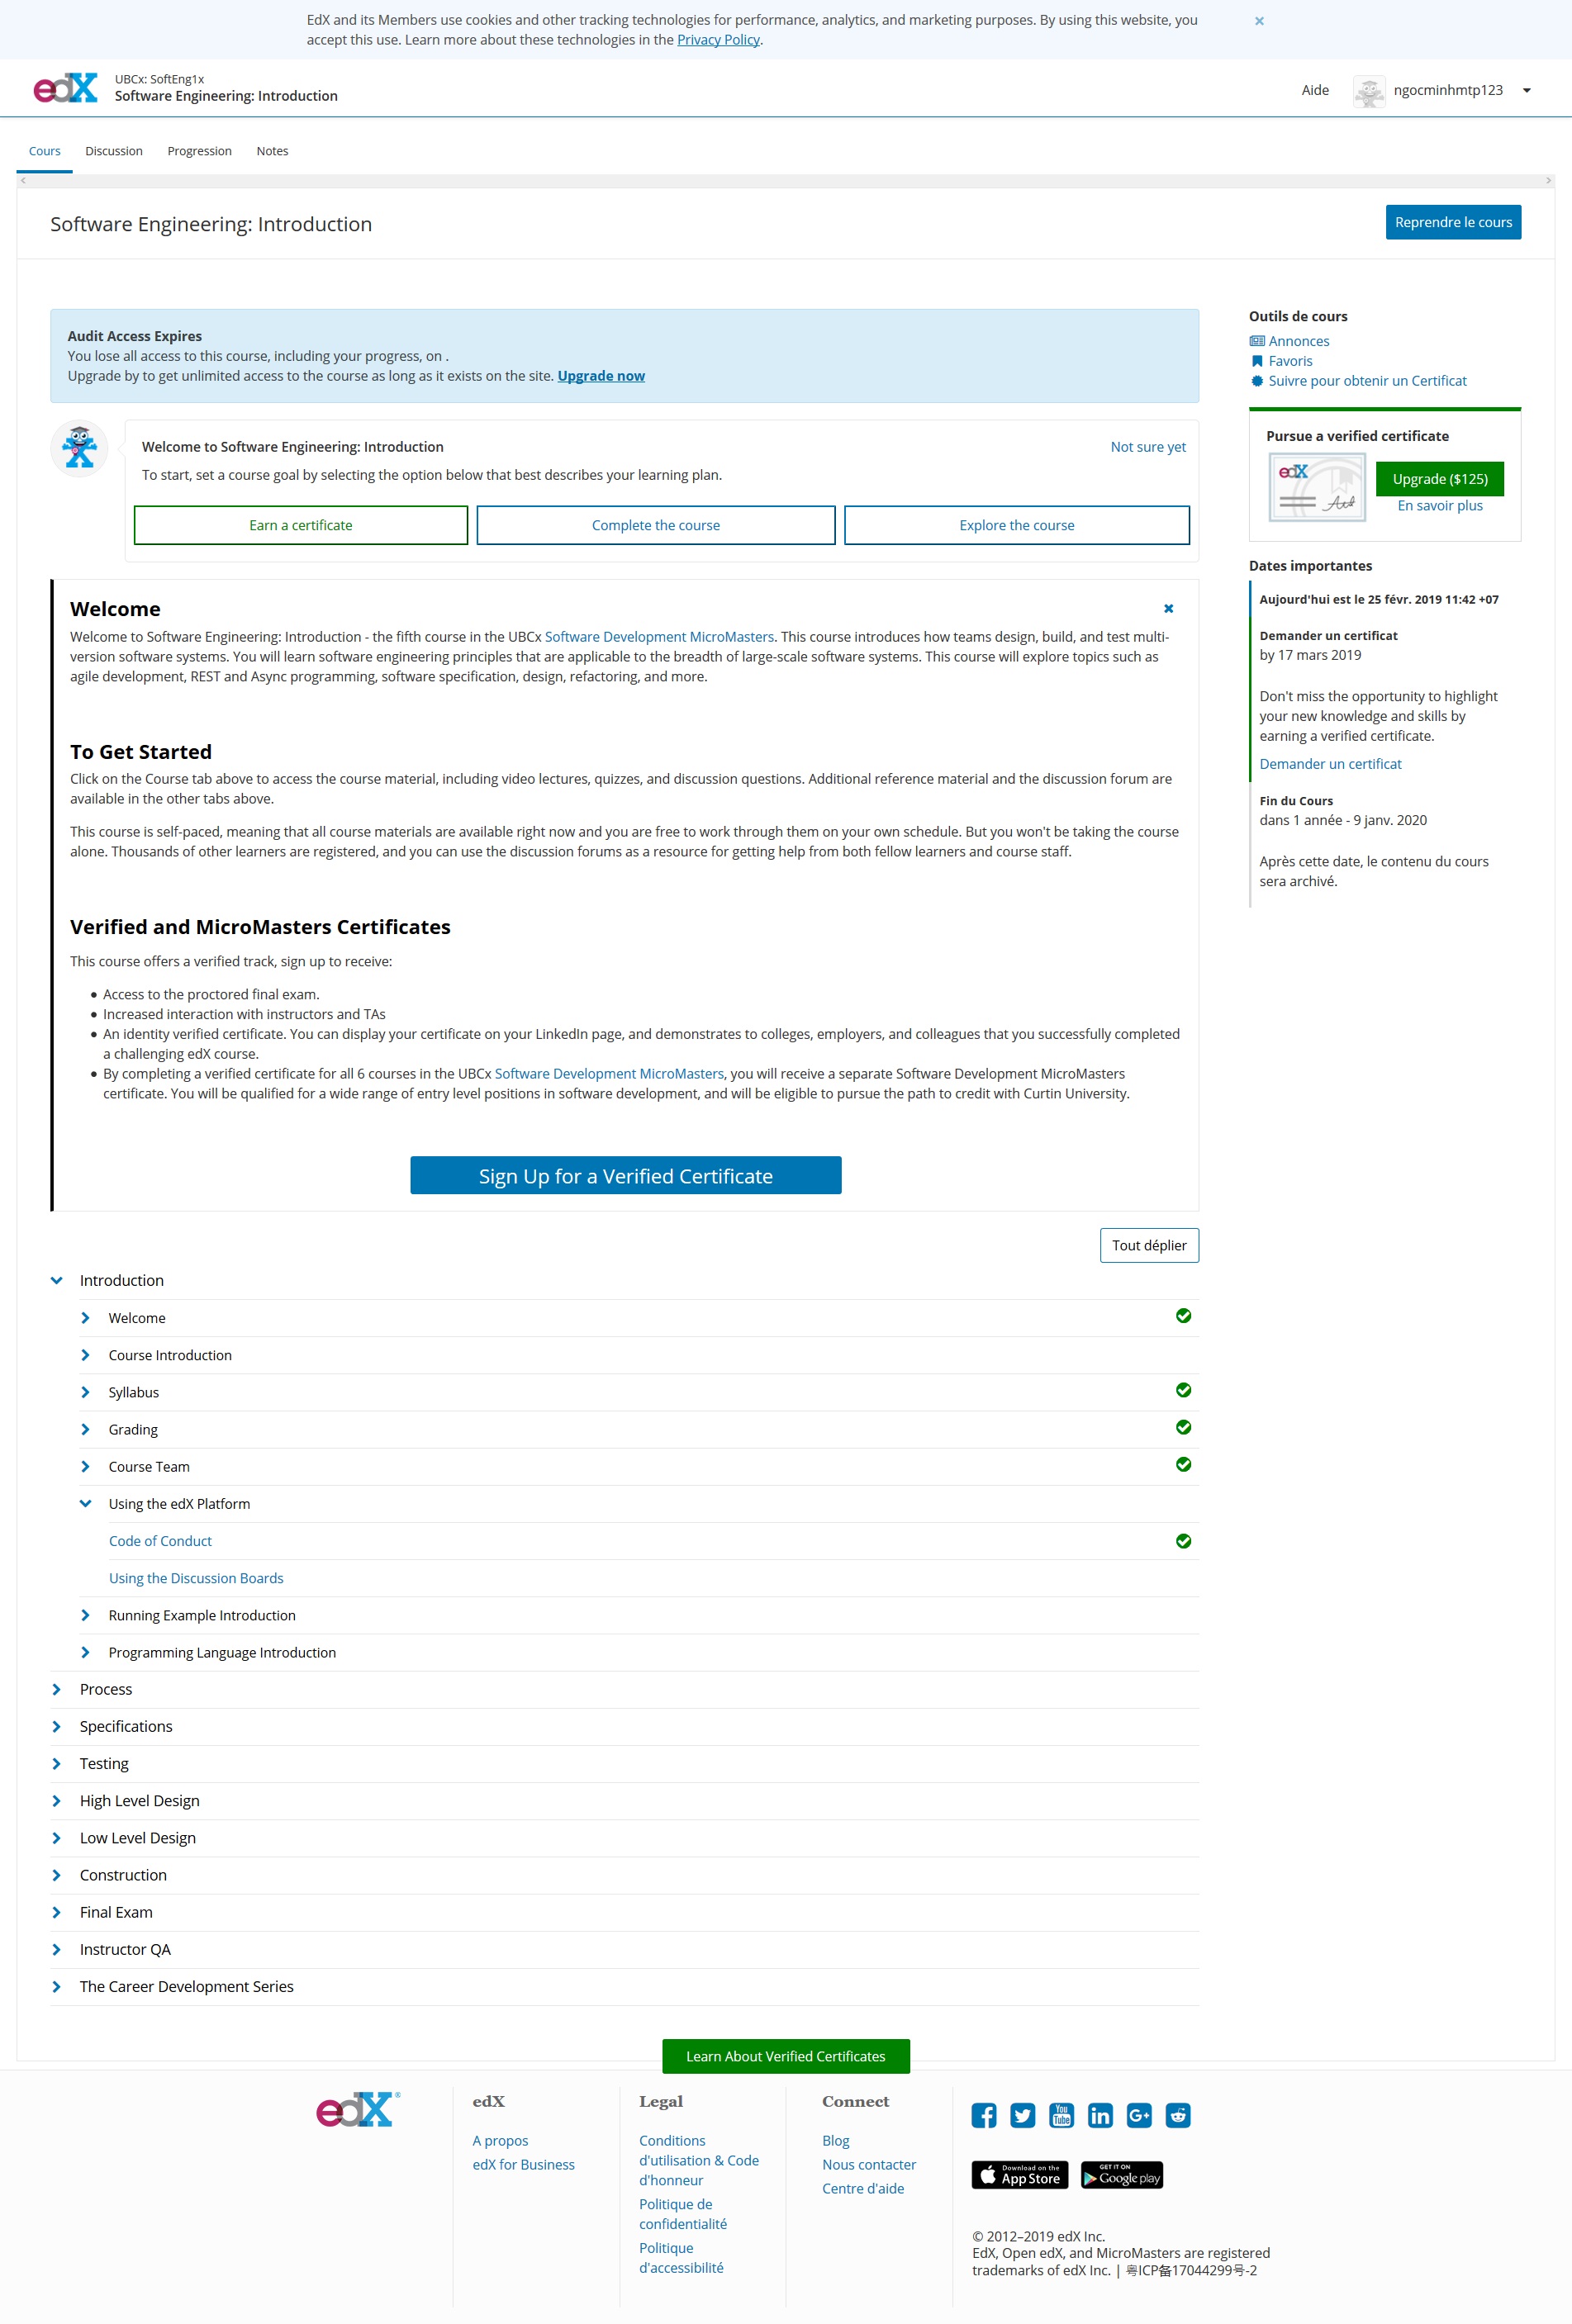 EdX and its Members use cookies and other tracking technologies for performance, analytics, and marketing purposes. By using this website, you
accept this use. Learn more about these technologies in the Privacy Policy.
edX
UBCx: SoftEng1x
Software Engineering: Introduction
Aide
ngocminhmtp123
Cours
Discussion
Progression
Notes
Software Engineering: Introduction
Reprendre le cours
Audit Access Expires
You lose all access to this course, including your progress, on .
Upgrade by to get unlimited access to the course as long as it exists on the site. Upgrade now
Welcome to Software Engineering: Introduction
Not sure yet
To start, set a course goal by selecting the option below that best describes your learning plan.
Earn a certificate
Complete the course
Explore the course
Welcome
Welcome to Software Engineering: Introduction - the fifth course in the UBCx Software Development MicroMasters. This course introduces how teams design, build, and test multi-
version software systems. You will learn software engineering principles that are applicable to the breadth of large-scale software systems. This course will explore topics such as
agile development, REST and Async programming, software specification, design, refactoring, and more.
To Get Started
Click on the Course tab above to access the course material, including video lectures, quizzes, and discussion questions. Additional reference material and the discussion forum are
available in the other tabs above.
This course is self-paced, meaning that all course materials are available right now and you are free to work through them on your own schedule. But you won't be taking the course
alone. Thousands of other learners are registered, and you can use the discussion forums as a resource for getting help from both fellow learners and course staff.
Verified and MicroMasters Certificates
This course offers a verified track, sign up to receive:
Access to the proctored final exam.
Increased interaction with instructors and TAs
An identity verified certificate. You can display your certificate on your LinkedIn page, and demonstrates to colleges, employers, and colleagues that you successfully completed
a challenging edX course.
By completing a verified certificate for all 6 courses in the UBCx Software Development MicroMasters, you will receive a separate Software Development MicroMasters
certificate. You will be qualified for a wide range of entry level positions in software development, and will be eligible to pursue the path to credit with Curtin University.
Sign Up for a Verified Certificate
Tout déplier
Introduction
Welcome
Course Introduction
Syllabus
Grading
Course Team
Using the edX Platform
Code of Conduct
Using the Discussion Boards
Running Example Introduction
Programming Language Introduction
Process
Specifications
Testing
High Level Design
Low Level Design
Construction
Final Exam
Instructor QA
The Career Development Series
Outils de cours
Annonces
Favoris
Suivre pour obtenir un Certificat
Pursue a verified certificate
edX
Upgrade ($125)
En savoir plus
Dates importantes
Aujourd'hui est le 25 févr. 2019 11:42 +07
Demander un certificat
by 17 mars 2019
Don't miss the opportunity to highlight
your new knowledge and skills by
earning a verified certificate.
Demander un certificat
Fin du Cours
dans 1 année - 9 janv. 2020
Après cette date, le contenu du cours
sera archivé.
Learn About Verified Certificates
edX®
edX
A propos
edX for Business
Legal
Conditions
d'utilisation & Code
d'honneur
Politique de
confidentialité
Politique
d'accessibilité
Connect
Blog
Nous contacter
Centre d'aide
You
Tube
in
G+
Download on the
App Store
GET IT ON
Google play
© 2012–2019 edX Inc.
EdX, Open edX, and MicroMasters are registered
trademarks of edX Inc. | 粤ICP备17044299号-2